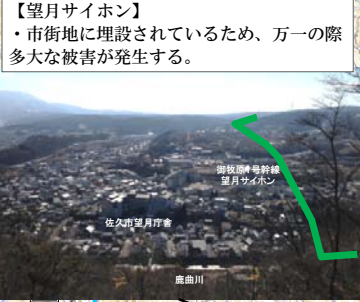 【望月サイホン】
・市街地に埋設されているため、万一の際
多大な被害が発生する。
御牧原1号幹線
望月サイホン
佐久市望月庁舎
鹿曲川